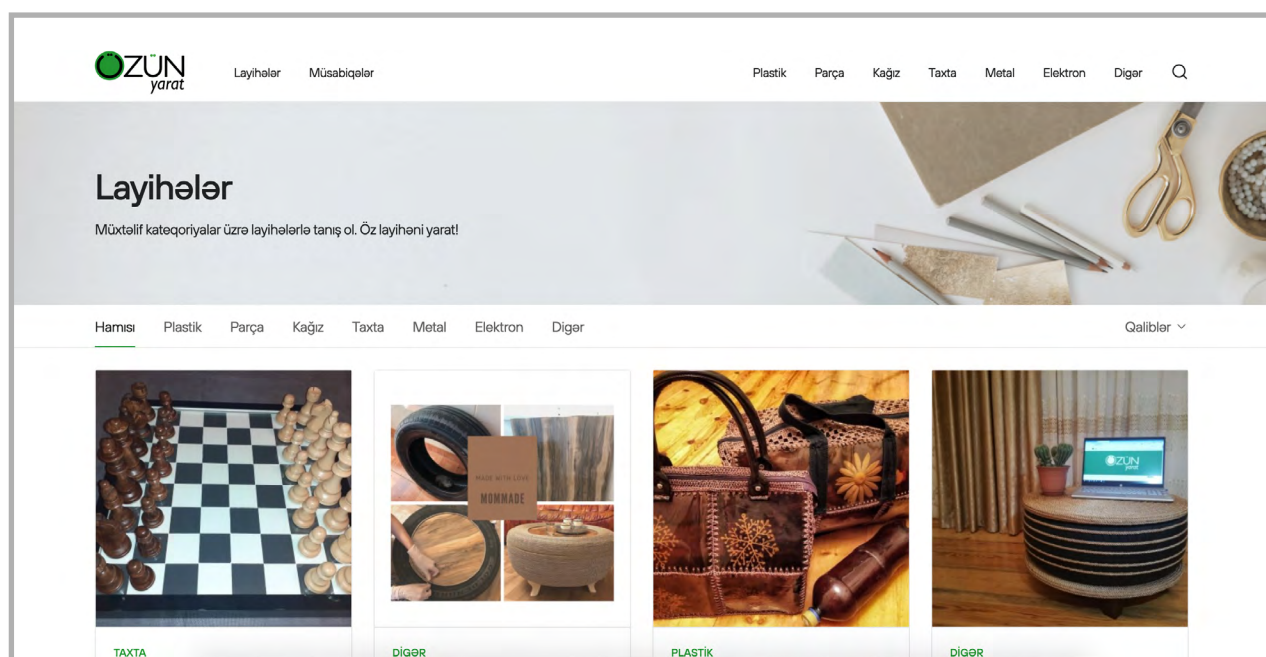 ÖZÜN
yarat
Layihələr Müsabiqələr
Plastik Parça Kağız Taxta Metal Elektron Digər
Layihələr
Müxtəlif kateqoriyalar üzrə layihələrlə tanış ol. Öz layihəni yarat!
Hamısı Plastik Parça Kağız Taxta Metal Elektron Digər
Qaliblər
MADE WITH LOVE
MOMMADE
ÖZÜN
yarat
TAXTA
DİGƏR
PLASTİK
DİGƏR